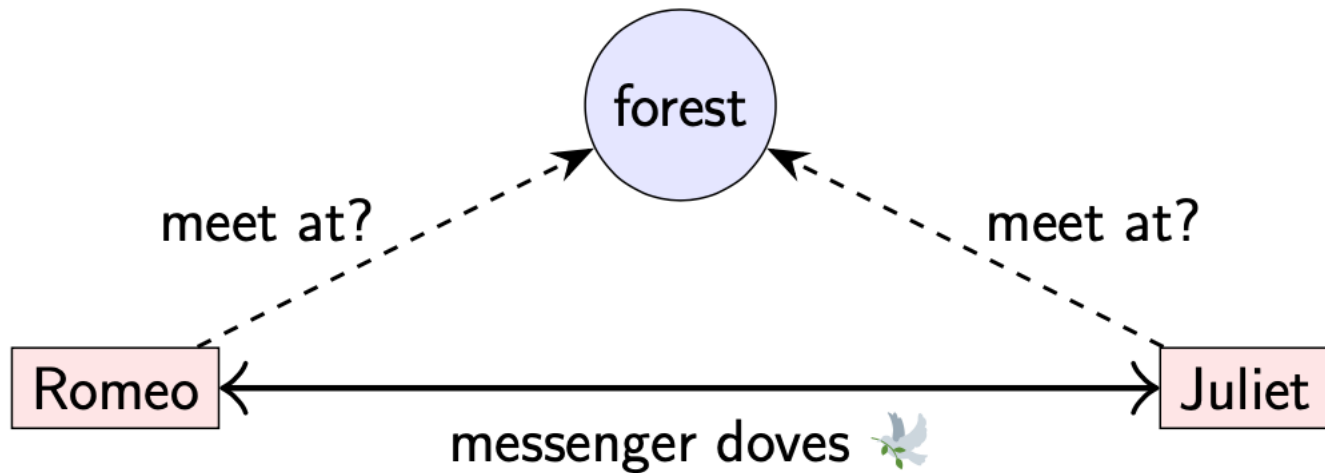 forest
meet at?
meet at?
Romeo
Juliet
messenger doves 🕊️